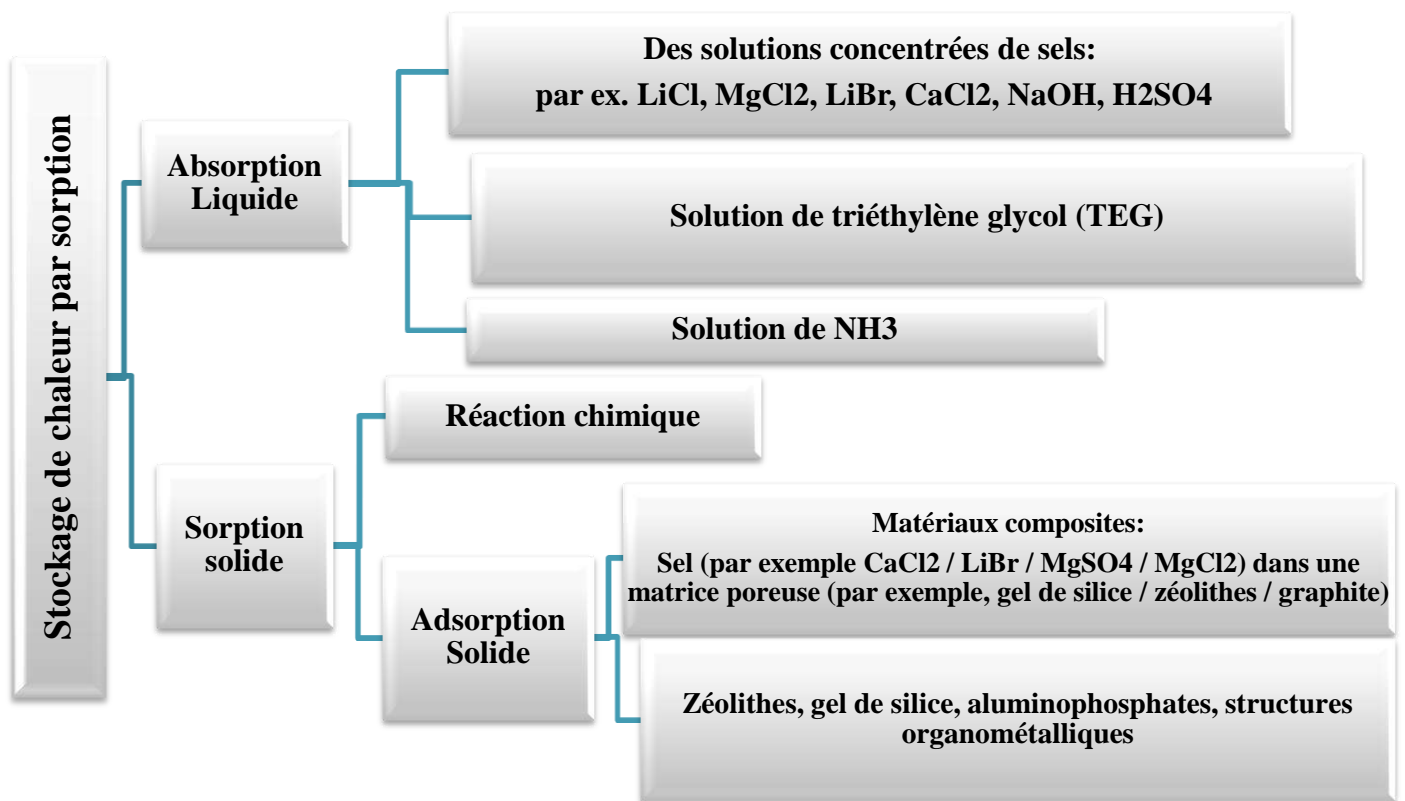 Stockage de chaleur par sorption
Absorption
Liquide
Des solutions concentrées de sels:
par ex. LiCl, MgCl2, LiBr, CaCl2, NaOH, H2SO4
Solution de triéthylène glycol (TEG)
Solution de NH3
Sorption
solide
Réaction chimique
Adsorption
Solide
Matériaux composites:
Sel (par exemple CaCl2 / LiBr / MgSO4 / MgCl2) dans une
matrice poreuse (par exemple, gel de silice / zéolithes / graphite)
Zéolithes, gel de silice, aluminophosphates, structures
organométalliques